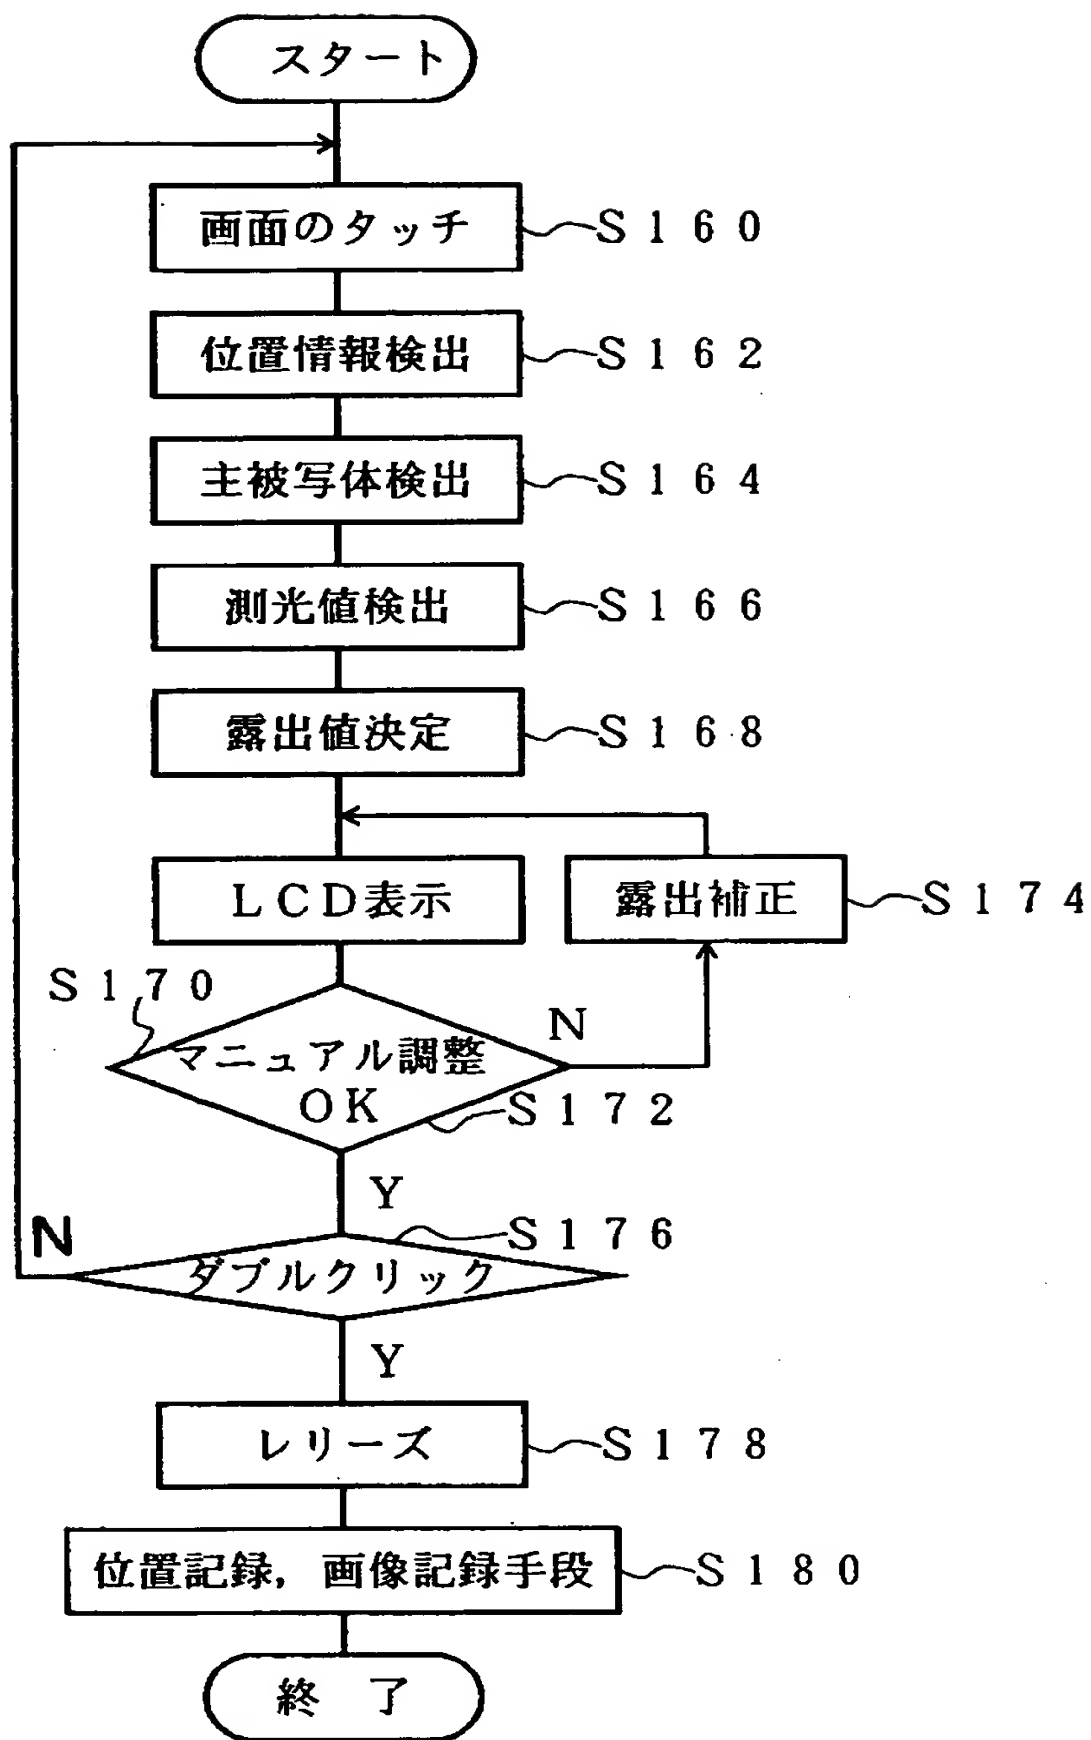 スタート
画面のタッチ
S160
位置情報検出
S162
主被写体検出
S164
測光値検出
S166
露出値決定
S168
LCD表示
露出補正
S174
S170
マニュアル調整
OK
N
S172
Y
N
S176
ダブルクリック
Y
レリーズ
S178
位置記録，画像記録手段
S180
終 了